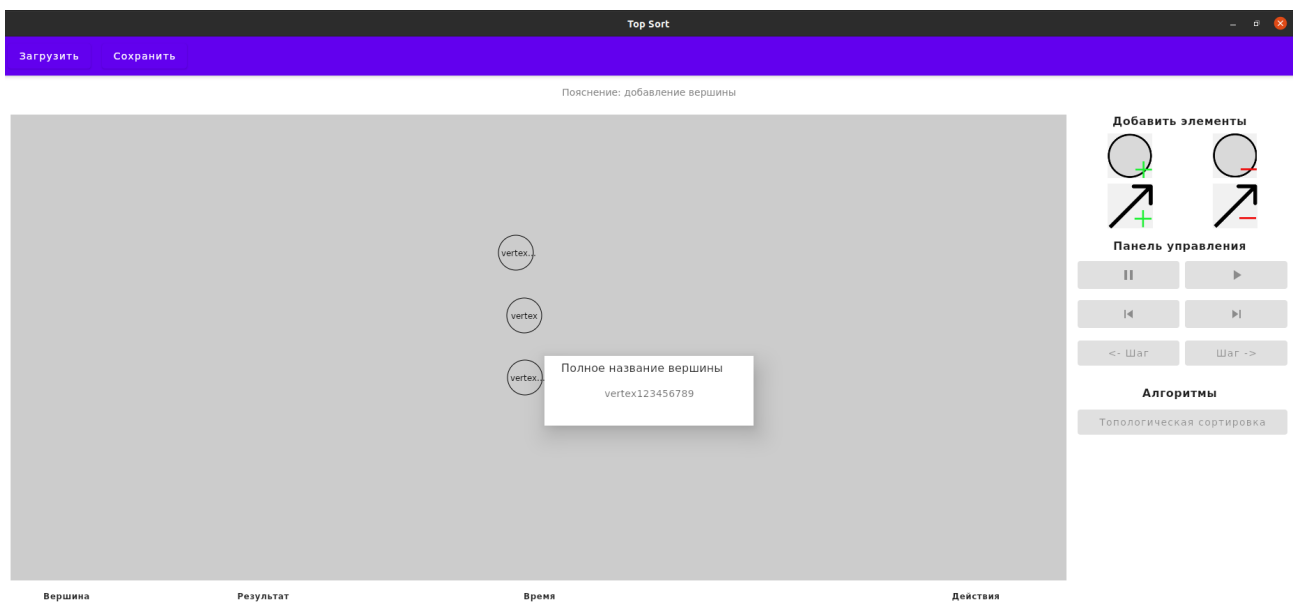 Top Sort
Загрузить Сохранить
Пояснение: добавление вершины
Добавить элементы
vertex...
vertex
vertex...
Полное название вершины
vertex123456789
Панель управления
<- Шаг Шаг ->
Алгоритмы
Топологическая сортировка
Вершина Результат Время Действия